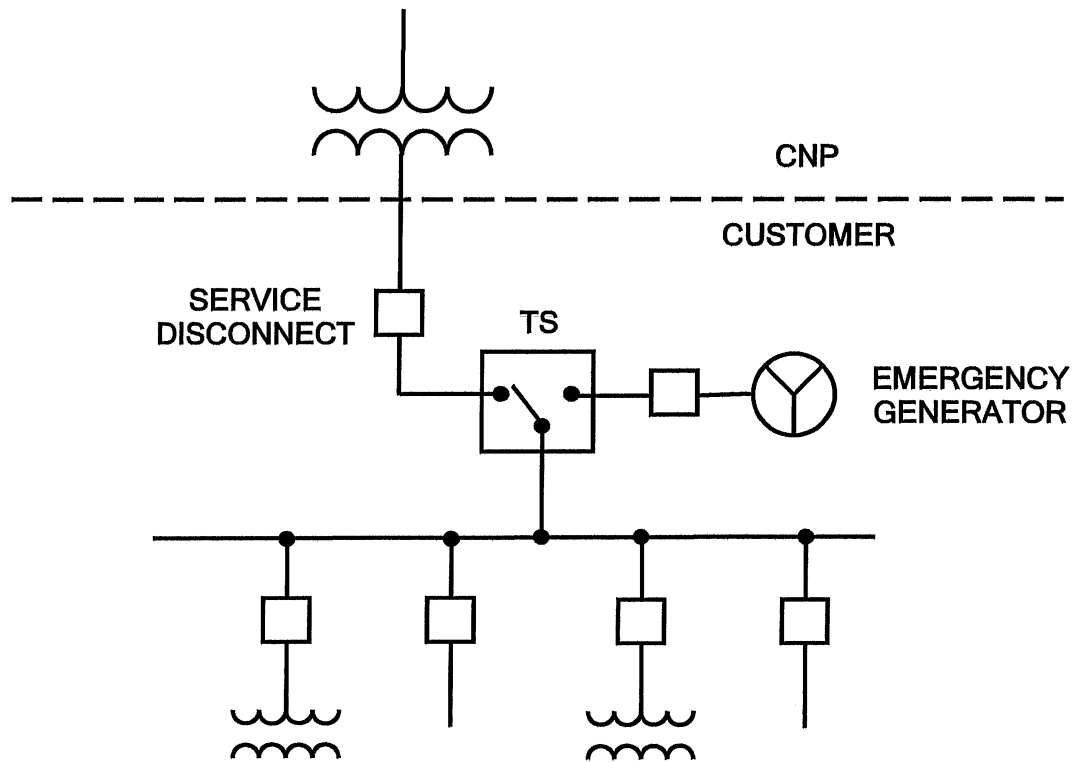 CNP
CUSTOMER
SERVICE
DISCONNECT
TS
EMERGENCY
GENERATOR